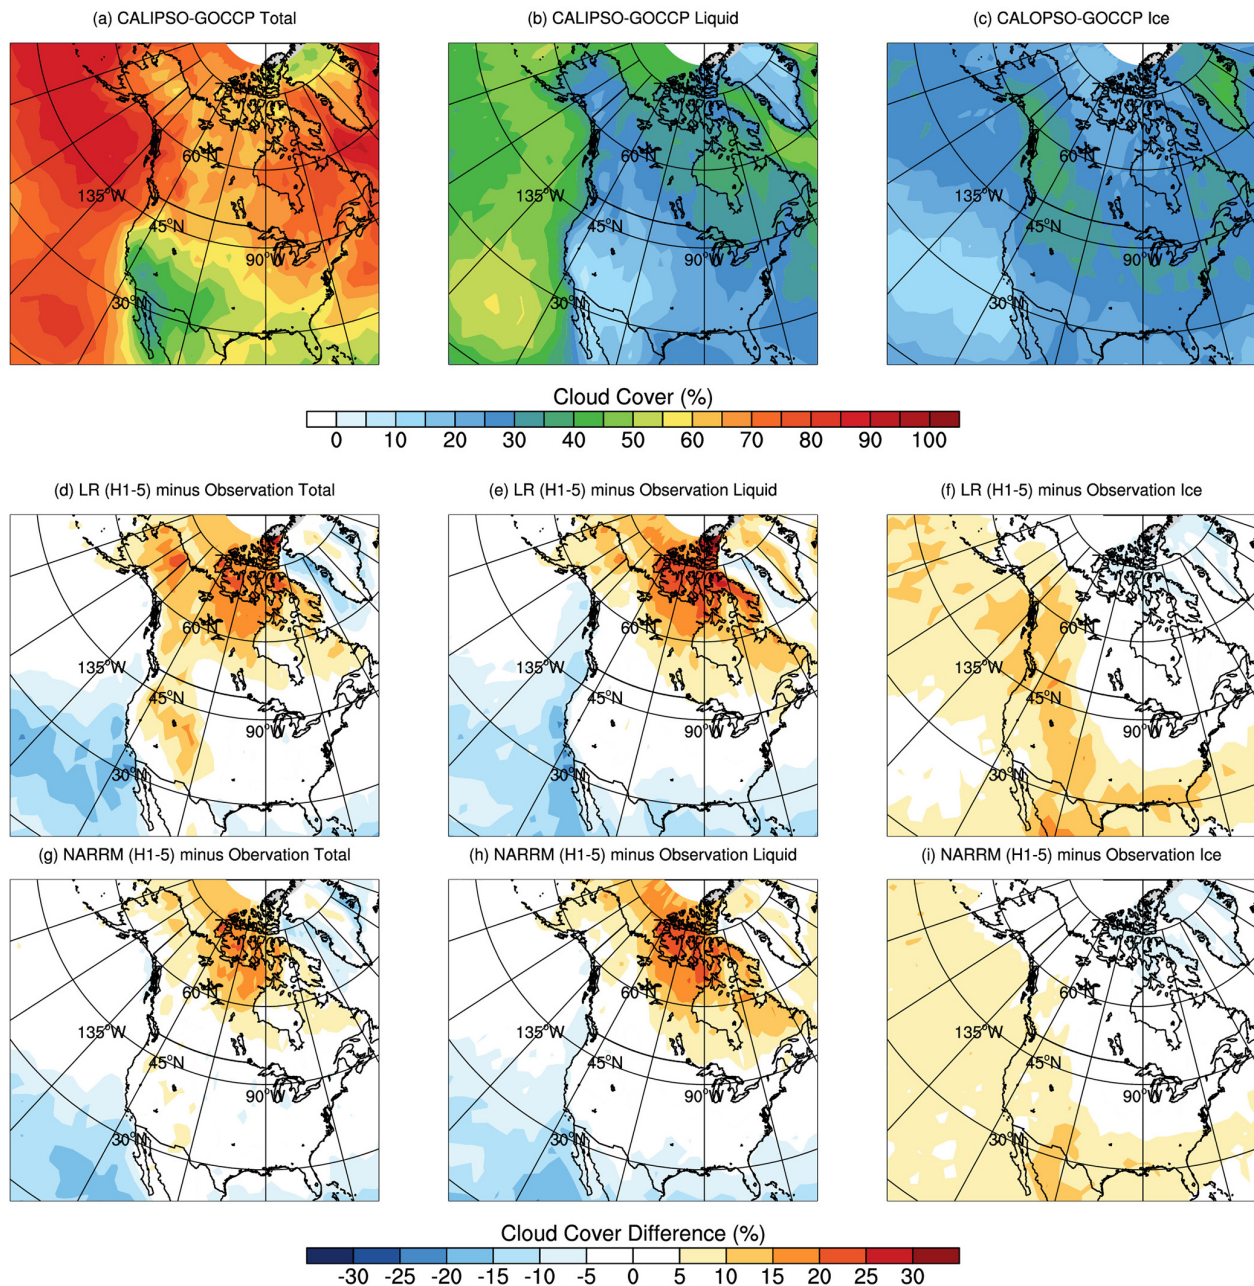 (a) CALIPSO-GOCCP Total
(b) CALIPSO-GOCCP Liquid
(c) CALOPSO-GOCCP Ice
60°N
135°W
45°N
90°W
30°N
60°N
135°W
45°N
90°W
30°N
60°N
135°W
45°N
90°W
30°N
Cloud Cover (%)
0 10 20 30 40 50 60 70 80 90 100
(d) LR (H1-5) minus Observation Total
(e) LR (H1-5) minus Observation Liquid
(f) LR (H1-5) minus Observation Ice
60°N
135°W
45°N
90°W
30°N
60°N
135°W
45°N
90°W
30°N
60°N
135°W
45°N
90°W
30°N
(g) NARRM (H1-5) minus Obervation Total
(h) NARRM (H1-5) minus Observation Liquid
(i) NARRM (H1-5) minus Observation Ice
60°N
135°W
45°N
90°W
30°N
60°N
135°W
45°N
90°W
30°N
60°N
135°W
45°N
90°W
30°N
Cloud Cover Difference (%)
-30 -25 -20 -15 -10 -5 0 5 10 15 20 25 30